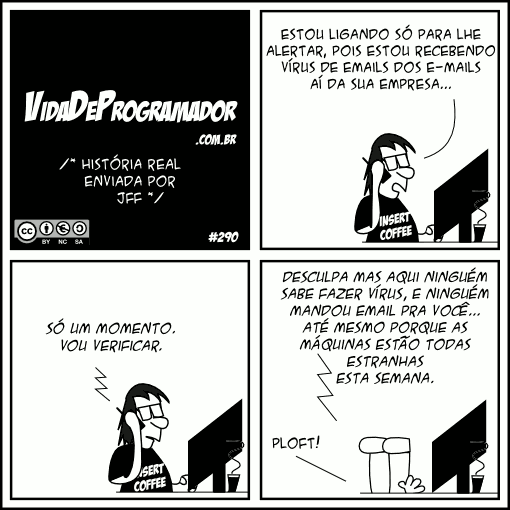 VIDADEPROGRAMADOR
.COM.BR
/* HISTÓRIA REAL
ENVIADA POR
JFF */
CC BY NC SA
#290
ESTOU LIGANDO SÓ PARA LHE
ALERTAR, POIS ESTOU RECEBENDO
VÍRUS DE EMAILS DOS E-MAILS
AÍ DA SUA EMPRESA...
INSERT
COFFEE
SÓ UM MOMENTO.
VOU VERIFICAR.
INSERT
COFFEE
DESCULPA MAS AQUI NINGUÉM
SABE FAZER VÍRUS, E NINGUÉM
MANDOU EMAIL PRA VOCÊ...
ATÉ MESMO PORQUE AS
MÁQUINAS ESTÃO TODAS
ESTRANHAS
ESTA SEMANA.
PLOFT!